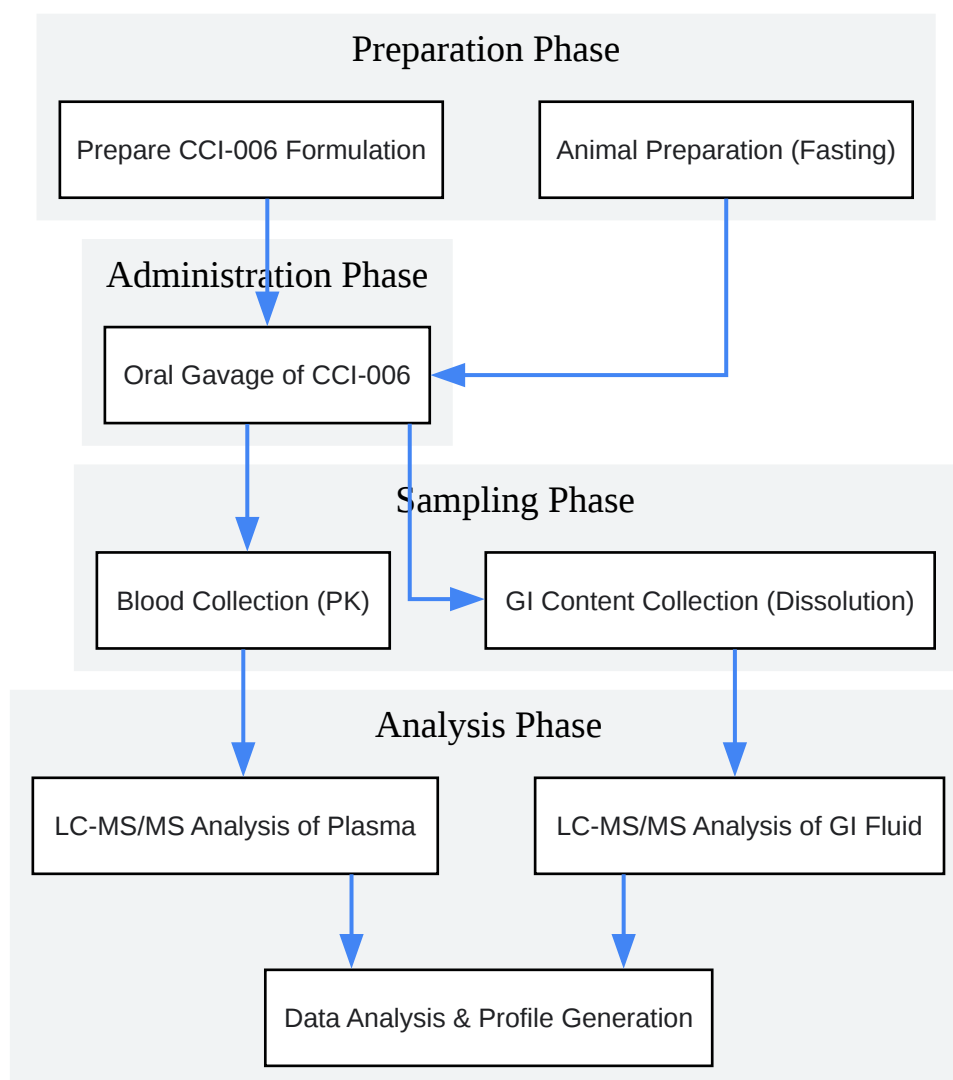 Preparation Phase
Prepare CCI-006 Formulation
Animal Preparation (Fasting)
Administration Phase
Oral Gavage of CCI-006
Sampling Phase
Blood Collection (PK)
GI Content Collection (Dissolution)
Analysis Phase
LC-MS/MS Analysis of Plasma
LC-MS/MS Analysis of GI Fluid
Data Analysis & Profile Generation